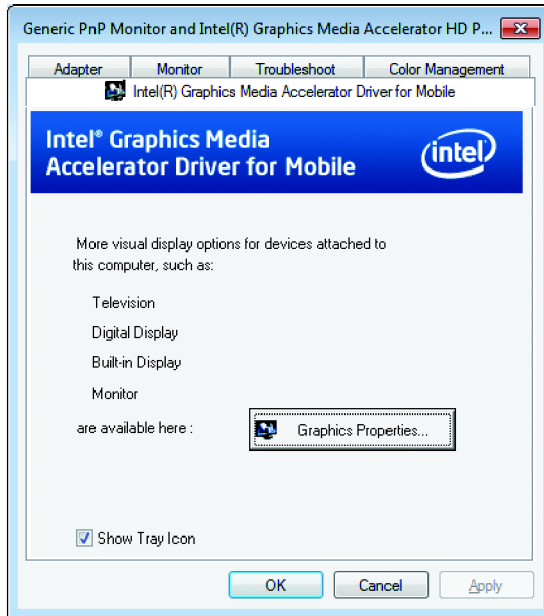 Generic PnP Monitor and Intel(R) Graphics Media Accelerator HD P...
Adapter Monitor Troubleshoot Color Management
Intel(R) Graphics Media Accelerator Driver for Mobile
Intel® Graphics Media
Accelerator Driver for Mobile
intel
More visual display options for devices attached to
this computer, such as:
Television
Digital Display
Built-in Display
Monitor
are available here :
Graphics Properties...
Show Tray Icon
OK Cancel Apply